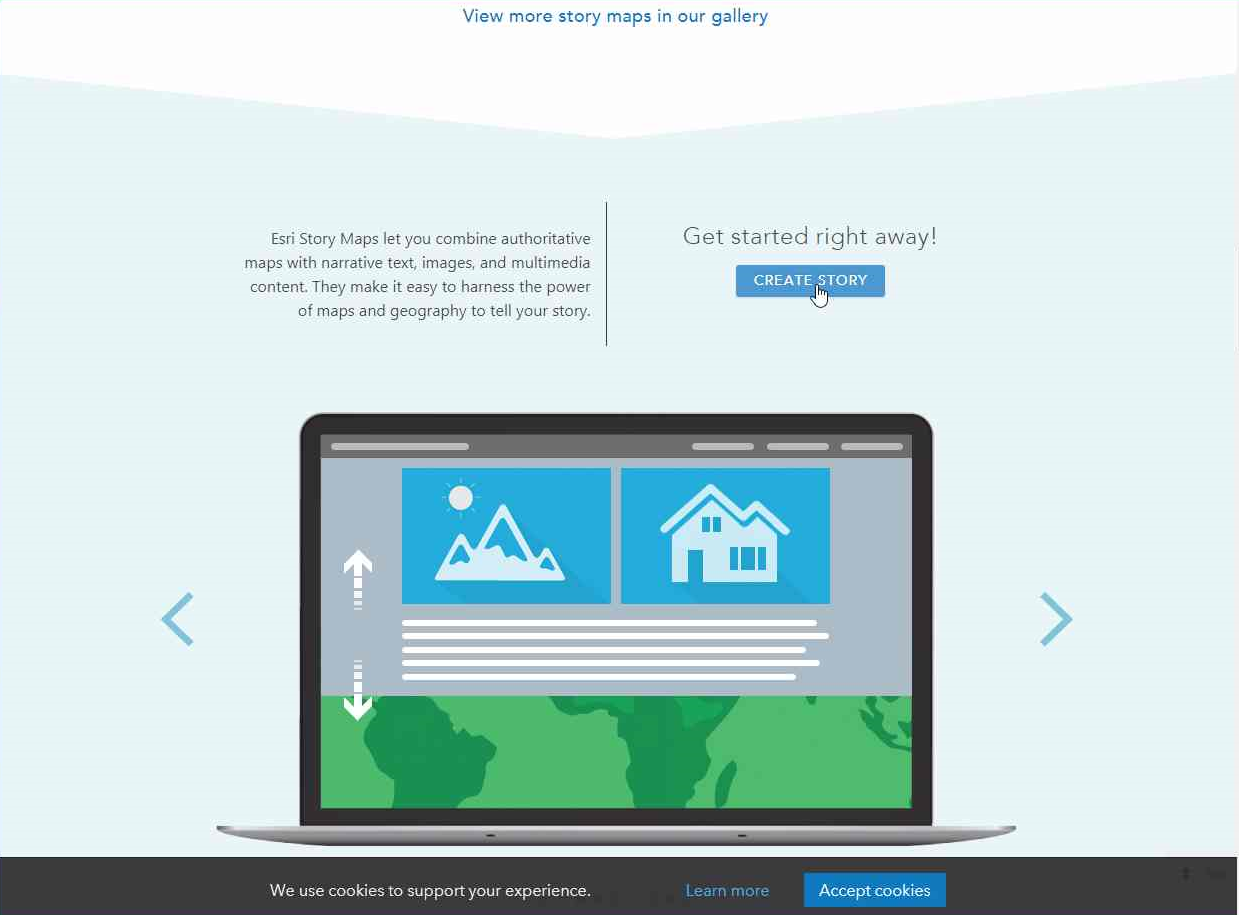 View more story maps in our gallery
Esri Story Maps let you combine authoritative
maps with narrative text, images, and multimedia
content. They make it easy to harness the power
of maps and geography to tell your story.
Get started right away!
CREATE STORY
We use cookies to support your experience.
Learn more
Accept cookies